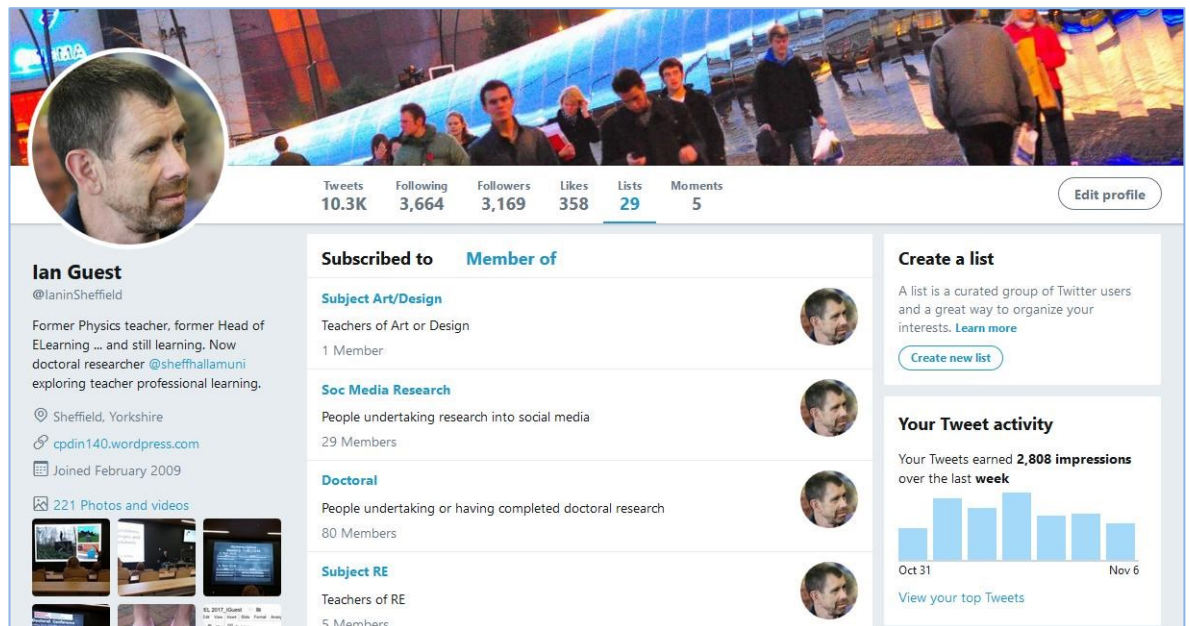 BAR
Tweets
10.3K
Following
3,664
Followers
3,169
Likes
358
Lists
29
Moments
5
Edit profile
Ian Guest
@IaninSheffield
Former Physics teacher, former Head of
ELearning ... and still learning. Now
doctoral researcher @sheffhallamuni
exploring teacher professional learning.
Sheffield, Yorkshire
cpdin140.wordpress.com
Joined February 2009
221 Photos and videos
Subscribed to Member of
Subject Art/Design
Teachers of Art or Design
1 Member
Soc Media Research
People undertaking research into social media
29 Members
Doctoral
People undertaking or having completed doctoral research
80 Members
Subject RE
Teachers of RE
5 Members
Create a list
A list is a curated group of Twitter users
and a great way to organize your
interests. Learn more
Create new list
Your Tweet activity
Your Tweets earned 2,808 impressions
over the last week
Oct 31 Nov 6
View your top Tweets